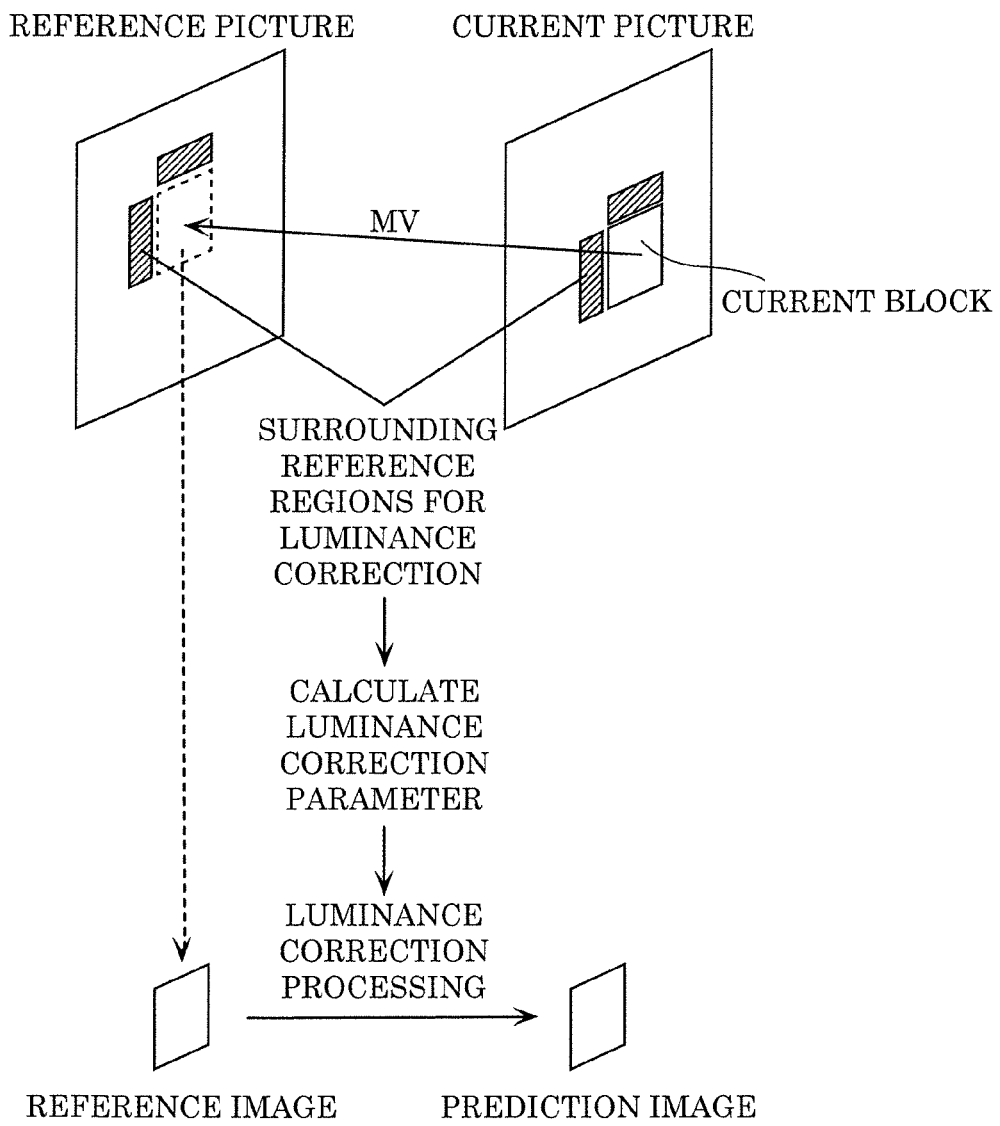 REFERENCE PICTURE
CURRENT PICTURE
MV
CURRENT BLOCK
SURROUNDING
REFERENCE
REGIONS FOR
LUMINANCE
CORRECTION
CALCULATE
LUMINANCE
CORRECTION
PARAMETER
LUMINANCE
CORRECTION
PROCESSING
REFERENCE IMAGE
PREDICTION IMAGE